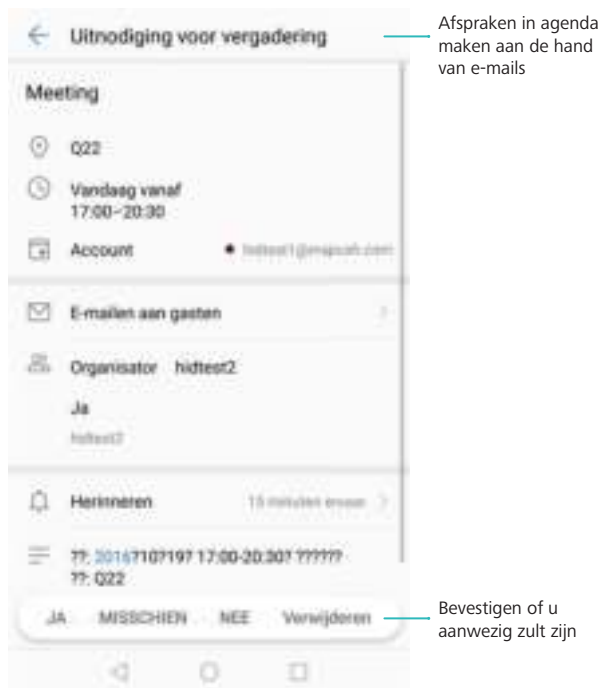 Uitnodiging voor vergadering
Afspraken in agenda
maken aan de hand
van e-mails
Meeting
Q22
Vandaag vanaf
17:00–20:30
Account
E-mailen aan gasten
Organisator hidtest2
Ja
hidtest2
Herinneren 15 minuten ervoor
??: 2016?10?19? 17:00-20:30? ??????
??: Q22
JA MISSCHIEN NEE Verwijderen
Bevestigen of u
aanwezig zult zijn